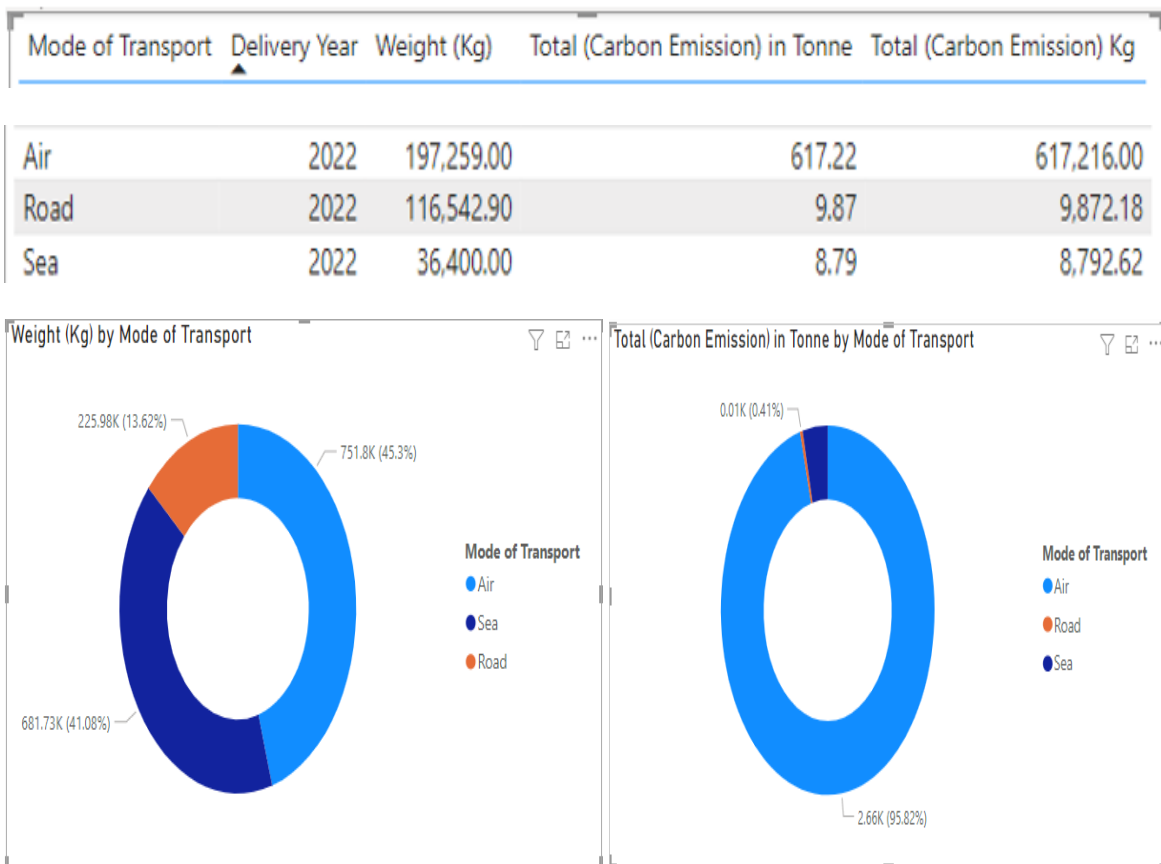 Mode of Transport Delivery Year Weight (Kg) Total (Carbon Emission) in Tonne Total (Carbon Emission) Kg
Air 2022 197,259.00 617.22 617,216.00
Road 2022 116,542.90 9.87 9,872.18
Sea 2022 36,400.00 8.79 8,792.62
Weight (Kg) by Mode of Transport
225.98K (13.62%)
751.8K (45.3%)
681.73K (41.08%)
Mode of Transport
Air
Sea
Road
Total (Carbon Emission) in Tonne by Mode of Transport
0.01K (0.41%)
2.66K (95.82%)
Mode of Transport
Air
Road
Sea